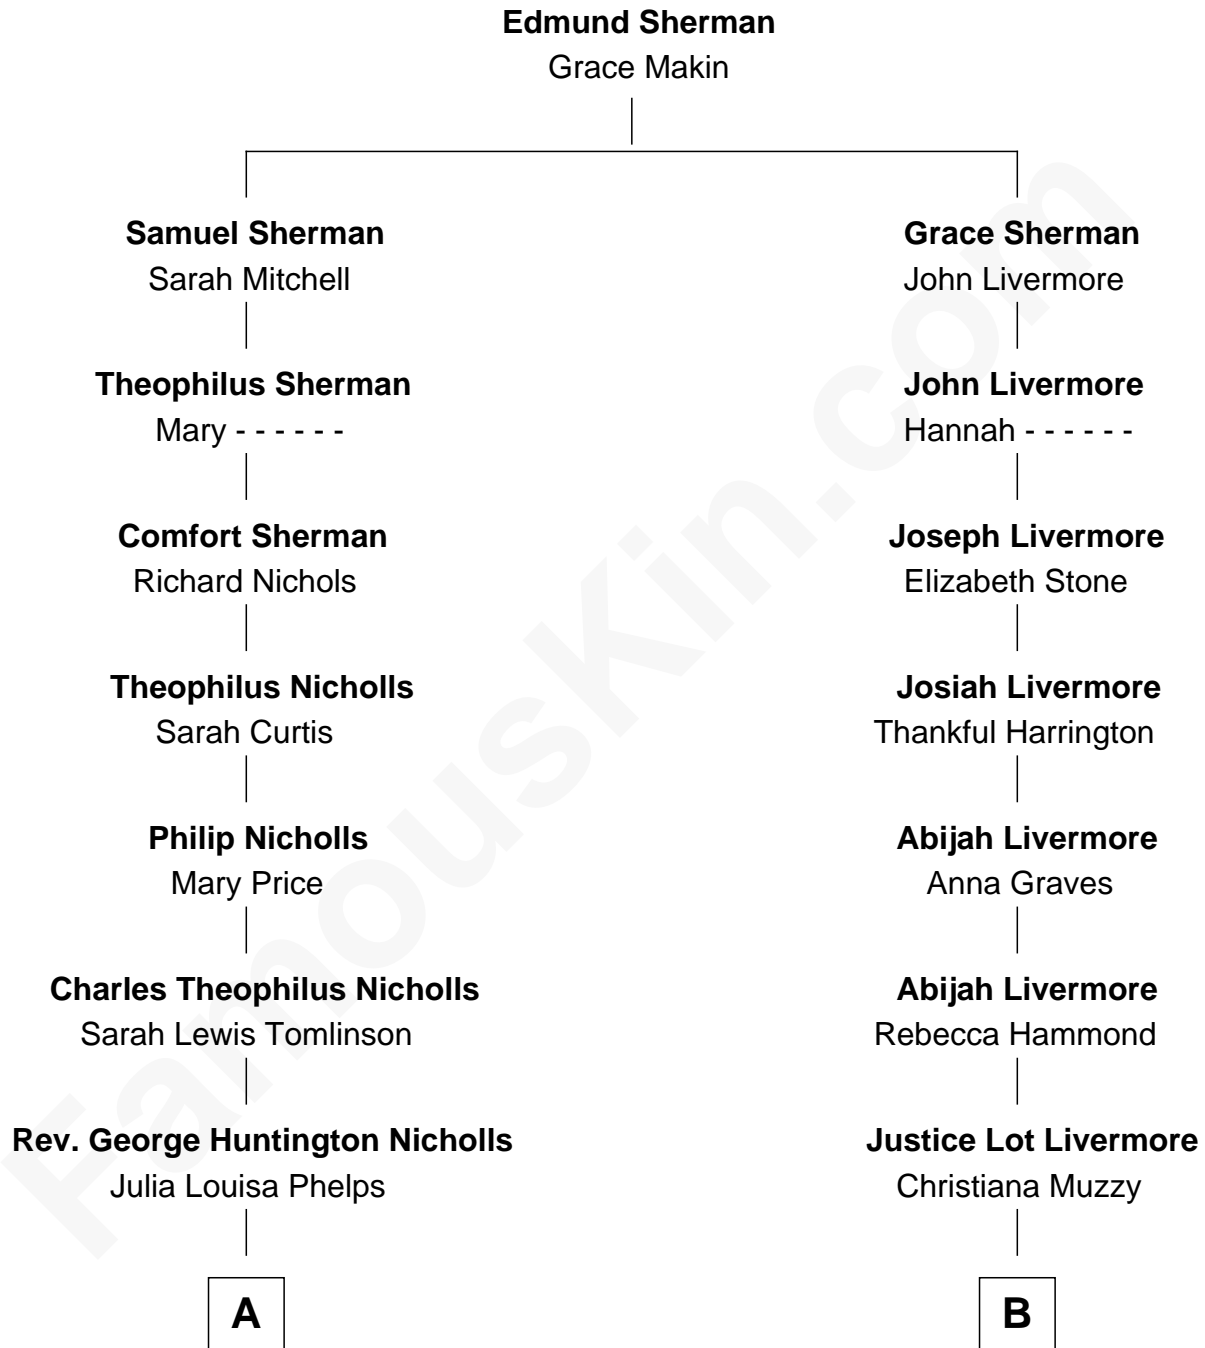 Edmund Sherman
Grace Makin
Samuel Sherman
Sarah Mitchell
Grace Sherman
John Livermore
Theophilus Sherman
Mary - - - - - -
John Livermore
Hannah - - - - - -
Comfort Sherman
Richard Nichols
Joseph Livermore
Elizabeth Stone
Theophilus Nicholls
Sarah Curtis
Josiah Livermore
Thankful Harrington
Philip Nicholls
Mary Price
Abijah Livermore
Anna Graves
Charles Theophilus Nicholls
Sarah Lewis Tomlinson
Abijah Livermore
Rebecca Hammond
Rev. George Huntington Nicholls
Julia Louisa Phelps
Justice Lot Livermore
Christiana Muzzy
A
B
FamousKin.com